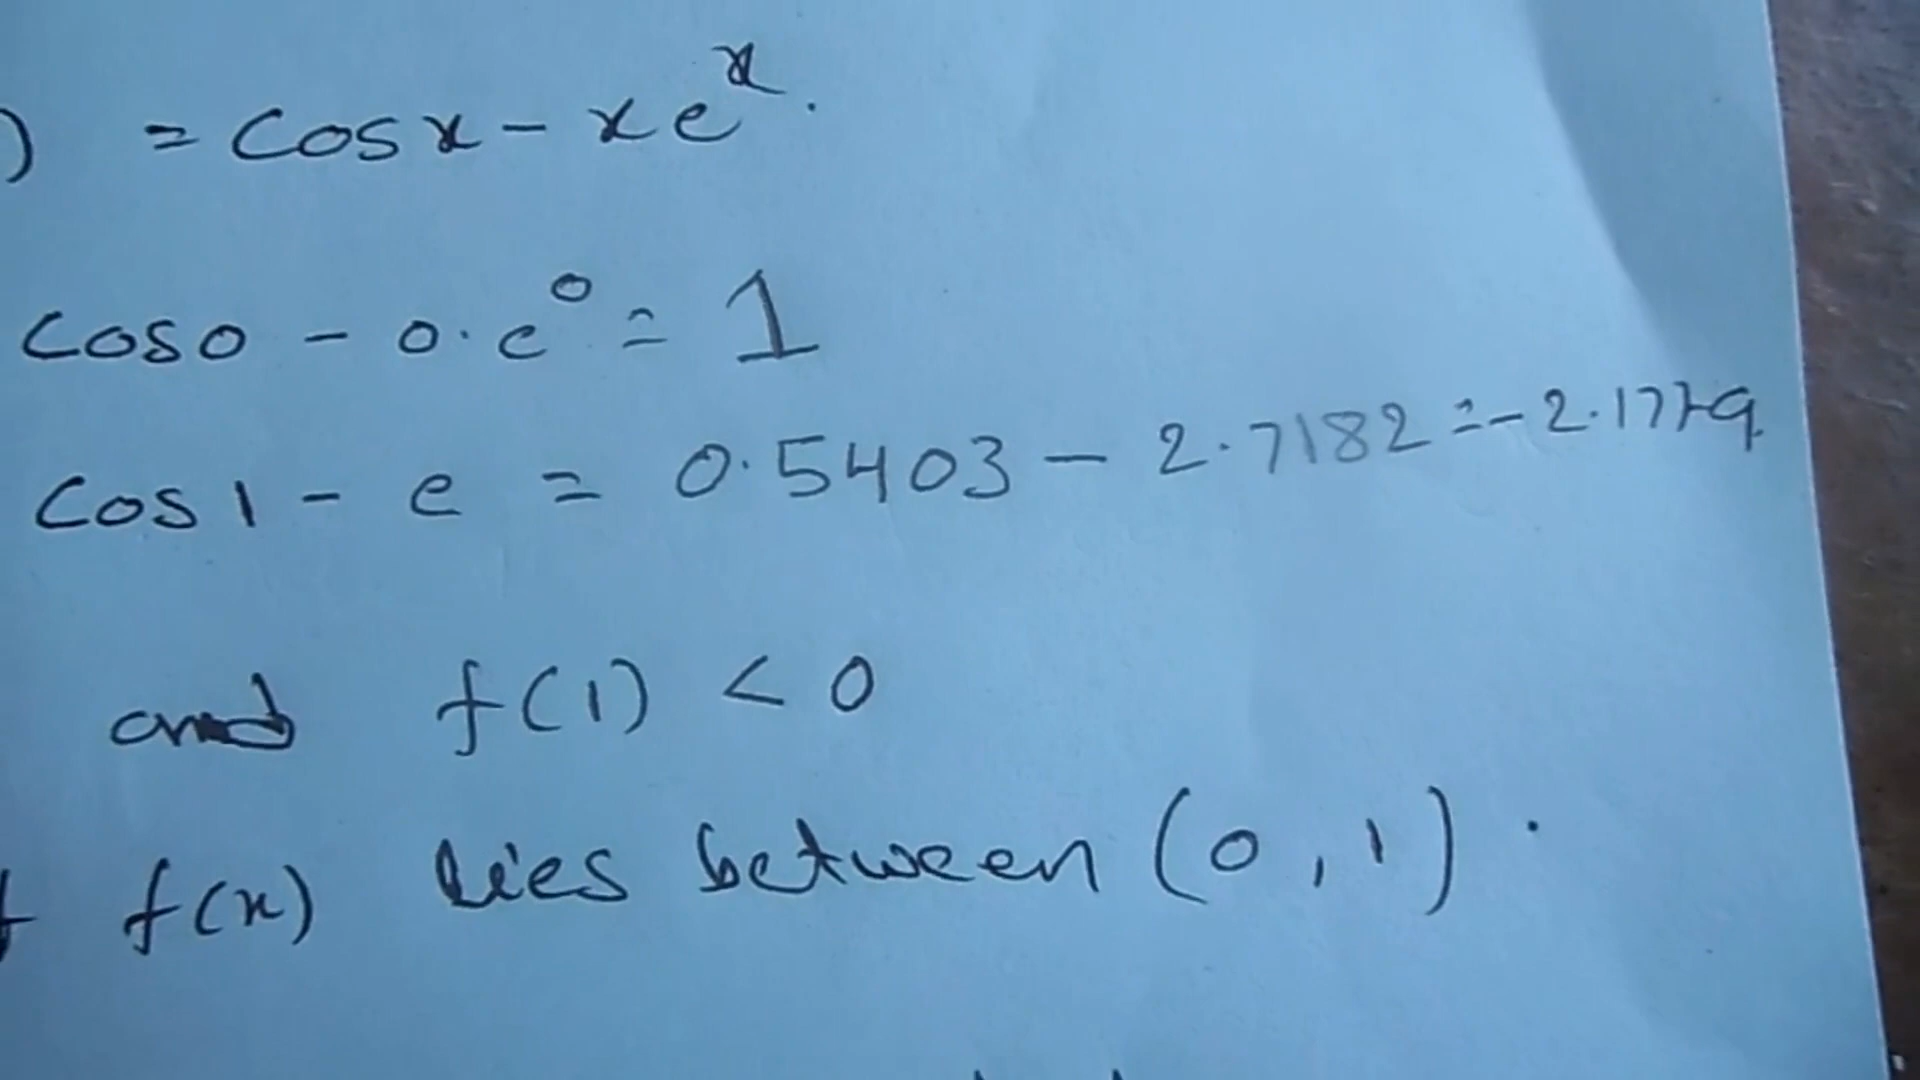 ) = cos x - x e^x.
cos 0 - 0. e^0 = 1
cos 1 - e = 0.5403 - 2.7182 = -2.1779
and f(1) < 0
f(x) lies between (0, 1).